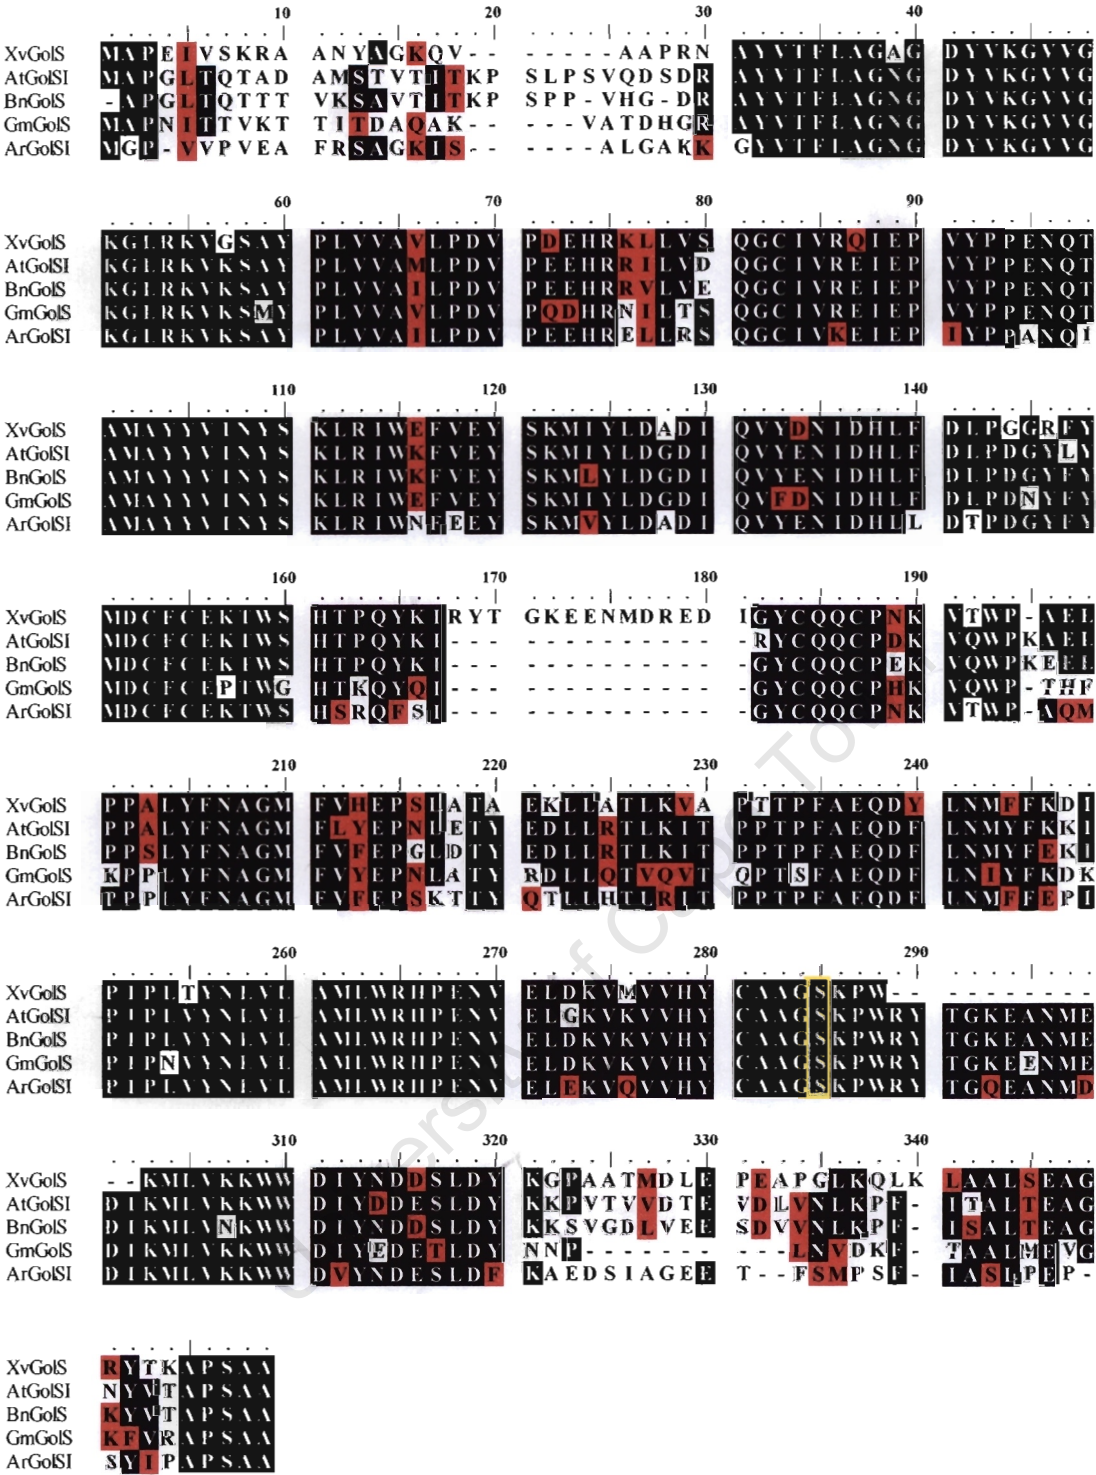 10 20 30 40
XvGolS MAPEIVSKRA ANYAGKQV-- -----AAPRN AYVTFLAGAG DYVKGVVG
AtGolSI MAPGLTQTAD AMSTVTITKP SLPSVQDSDR AYVTFLAGNG DYVKGVVG
BnGolS -APGLTQTTT VKSAVTITKP SPP-VHG-DR AYVTFLAGNG DYVKGVVG
GmGolS MAPNITTVKT TITDAQAK-- ---VATDHGR AYVTFLAGNG DYVKGVVG
ArGolSI MGP-VVPVEA FRSAGKIS-- ----ALGAKK GYVTFLAGNG DYVKGVVG
60 70 80 90
XvGolS KGLRKVGSAY PLVVAVLPDV PDEHRKLLVS QGCIVRQIEP VYPPENQT
AtGolSI KGLRKVKSAY PLVVAMLPDV PEEHRRILVD QGCIVREIEP VYPPENQT
BnGolS KGLRKVKSAY PLVVAILPDV PEEHRRVLVE QGCIVREIEP VYPPENQT
GmGolS KGLRKVKSMY PLVVAVLPDV PQDHRNILTS QGCIVREIEP VYPPENQT
ArGolSI KGLRKVKSAY PLVVAILPDV PEEHRELLRS QGCIVKEIEP IYPPANQI
110 120 130 140
XvGolS AMAYYVINYS KLRIWEFVEY SKMIYLDADI QVYDNIDHLF DLPGGRFY
AtGolSI AMAYYVINYS KLRIWKFVEY SKMIYLDGDI QVYENIDHLF DLPDGYLY
BnGolS AMAYYVINYS KLRIWKFVEY SKMLYLDGDI QVYENIDHLF DLPDGYFY
GmGolS AMAYYVINYS KLRIWEFVEY SKMIYLDGDI QVFDNIDHLF DLPDNYFY
ArGolSI AMAYYVINYS KLRIWNFEEY SKMVYLDADI QVYENIDHLL DTPDGYFY
160 170 180 190
XvGolS MDCFCEKTWS HTPQYKIRYT GKEENMDRED IGYCQQCPNK VTWP-AEL
AtGolSI MDCFCEKTWS HTPQYKI--- ---------- -RYCQQCPDK VQWPKAEL
BnGolS MDCFCEKTWS HTPQYKI--- ---------- -GYCQQCPEK VQWPKEEL
GmGolS MDCFCEPTWG HTKQYQI--- ---------- -GYCQQCPHK VQWP-THF
ArGolSI MDCFCEKTWS HSRQFSI--- ---------- -GYCQQCPNK VTWP-AQM
210 220 230 240
XvGolS PPALYFNAGM FVHEPSLATA EKLLATLKVA PTTPFAEQDY LNMFFKDI
AtGolSI PPALYFNAGM FLYEPNLETY EDLLRTLKIT PPTPFAEQDF LNMYFKKI
BnGolS PPSLYFNAGM FVFEPGLDTY EDLLRTLKIT PPTPFAEQDF LNMYFEKI
GmGolS KPPLYFNAGM FVYEPNLATY RDLLQTVQVT QPTSFAEQDF LNIYFKDK
ArGolSI TPPLYFNAGM FVFEPSKTIY QTLLHTLRIT PPTPFAEQDF LNMFFEPI
260 270 280 290
XvGolS PIPLTYNLVL AMLWRHPENV ELDKVMVVHY CAAGSKPW-- --------
AtGolSI PIPLVYNLVL AMLWRHPENV ELGKVKVVHY CAAGSKPWRY TGKEANME
BnGolS PIPLVYNLVL AMLWRHPENV ELDKVKVVHY CAAGSKPWRY TGKEANME
GmGolS PIPNVYNLVL AMLWRHPENV ELDKVKVVHY CAAGSKPWRY TGKEENME
ArGolSI PIPLVYNLVL AMLWRHPENV ELEKVQVVHY CAAGSKPWRY TGQEANMD
310 320 330 340
XvGolS --KMLVKKWW DIYNDDSLDY KGPAATMDLE PEAPGLKQLK LAALSEAG
AtGolSI DIKMLVKKWW DIYDDESLDY KKPVTVVDTE VDLVNLKPF- ITALTEAG
BnGolS DIKMLVNKWW DIYNDDSLDY KKSVGDLVEE SDVVNLKPF- ISALTEAG
GmGolS DIKMLVKKWW DIYEDETLDY NNP------- ---LNVDKF- TAALMEVG
ArGolSI DIKMLVKKWW DVYNDESLDF KAEDSIAGEE T--FSMPSF- IASLPEP-
XvGolS RYTKAPSAA
AtGolSI NYVTAPSAA
BnGolS KYVTAPSAA
GmGolS KFVRAPSAA
ArGolSI SYIPAPSAA